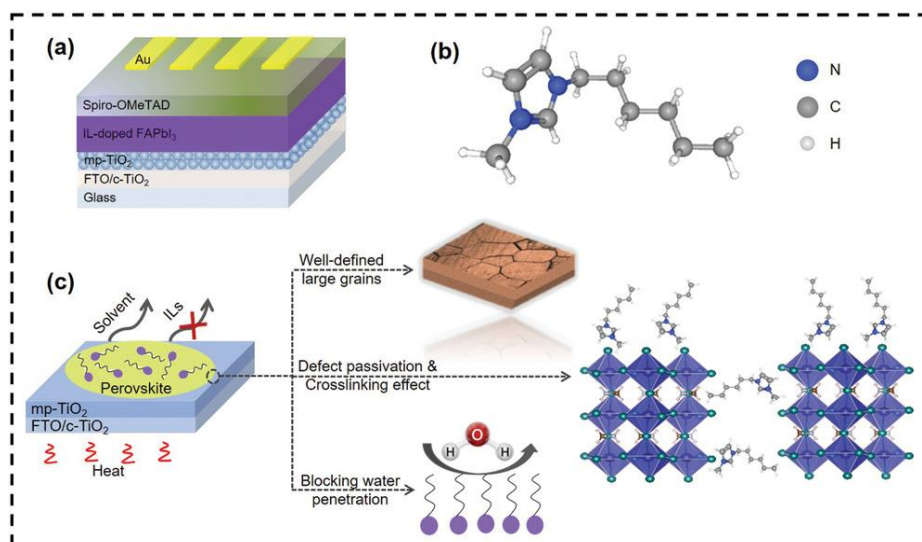 (a)
Au
Spiro-OMeTAD
IL-doped FAPbI₃
mp-TiO₂
FTO/c-TiO₂
Glass
(b)
N
C
H
(c)
Solvent
ILs
Perovskite
mp-TiO₂
FTO/c-TiO₂
Heat
Well-defined
large grains
Defect passivation &
Crosslinking effect
Blocking water
penetration
O
H
H